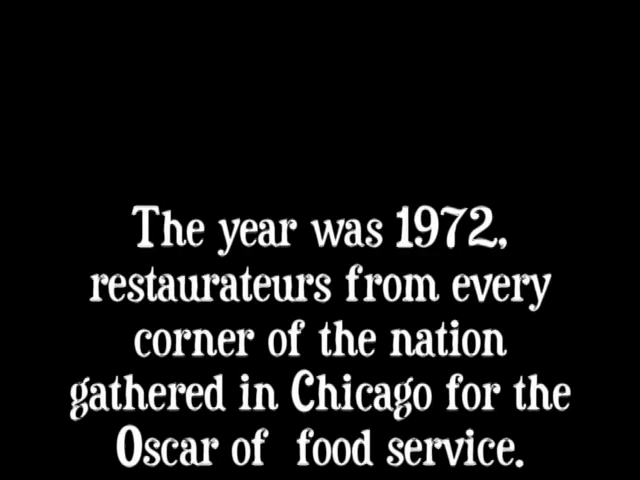 The year was 1972,
restaurateurs from every
corner of the nation
gathered in Chicago for the
Oscar of food service.